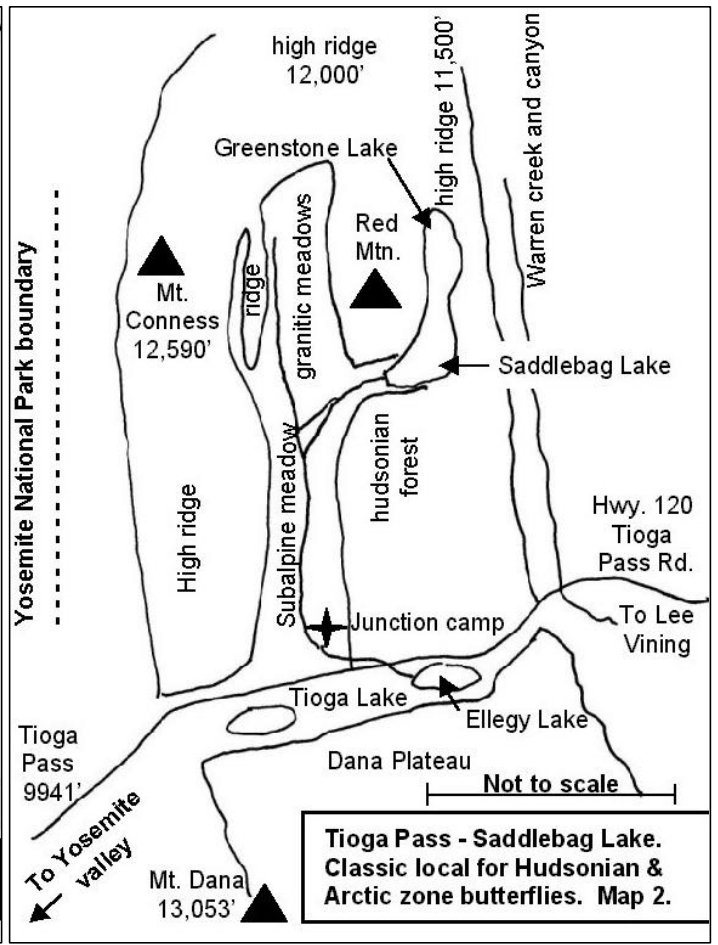 high ridge
12,000'
high ridge 11,500'
Warren creek and canyon
Greenstone Lake
granitic meadows
Red
Mtn.
ridge
Mt.
Conness
12,590'
Yosemite National Park boundary
Saddlebag Lake
hudsonian
forest
Subalpine meadow
High ridge
Hwy. 120
Tioga
Pass Rd.
To Lee
Vining
Junction camp
Tioga Lake
Ellegy Lake
Tioga
Pass
9941'
Dana Plateau
Not to scale
To Yosemite
valley
Mt. Dana
13,053'
Tioga Pass - Saddlebag Lake.
Classic local for Hudsonian &
Arctic zone butterflies.  Map 2.